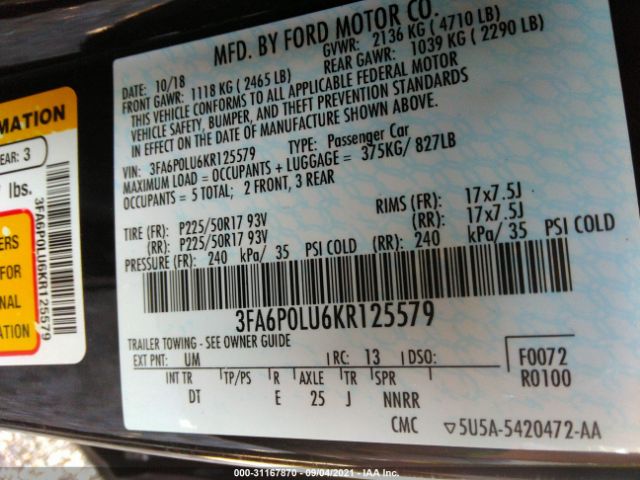 MFD. BY FORD MOTOR CO.
DATE: 10/18
GVWR: 2136 KG (4710 LB)
FRONT GAWR: 1118 KG (2465 LB)
REAR GAWR: 1039 KG (2290 LB)
THIS VEHICLE CONFORMS TO ALL APPLICABLE FEDERAL MOTOR
VEHICLE SAFETY, BUMPER, AND THEFT PREVENTION STANDARDS
IN EFFECT ON THE DATE OF MANUFACTURE SHOWN ABOVE.
VIN: 3FA6P0LU6KR125579 TYPE: Passenger Car
MAXIMUM LOAD = OCCUPANTS + LUGGAGE = 375KG/ 827LB
OCCUPANTS = 5 TOTAL; 2 FRONT, 3 REAR
TIRE (FR): P225/50R17 93V RIMS (FR): 17x7.5J
(RR): P225/50R17 93V (RR): 17x7.5J
PRESSURE (FR): 240 kPa/ 35 PSI COLD (RR): 240 kPa/ 35 PSI COLD
3FA6P0LU6KR125579
TRAILER TOWING - SEE OWNER GUIDE
EXT PNT: UM RC: 13 DSO: F0072
INT TR TP/PS R AXLE TR SPR R0100
DT E 25 J NNRR
CMC 5U5A-5420472-AA
MATION
EAR: 3
lbs.
ERS
FOR
NAL
ATION
3FA6P0LU6KR125579
000-31167870 - 09/04/2021 - IAA Inc.